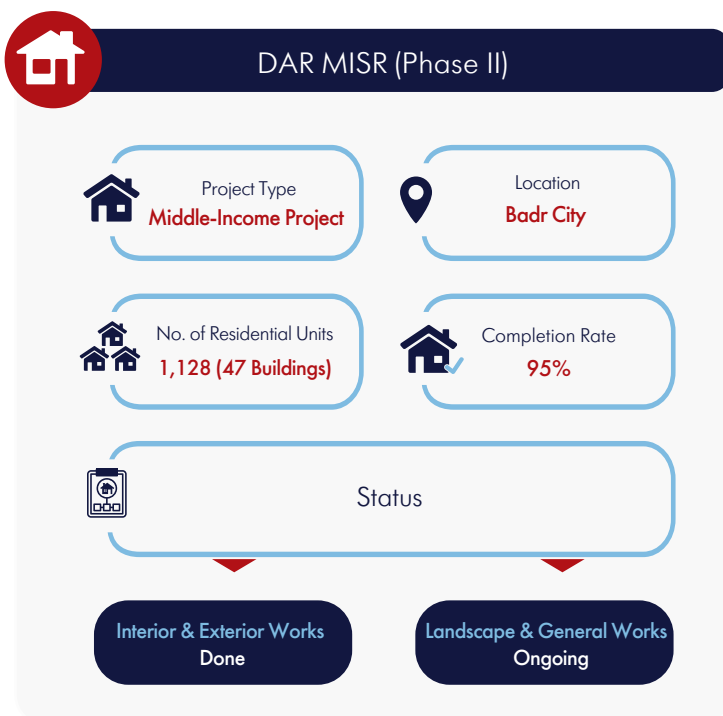 DAR MISR (Phase II)
Project Type
Middle-Income Project
Location
Badr City
No. of Residential Units
1,128 (47 Buildings)
Completion Rate
95%
Status
Interior & Exterior Works
Done
Landscape & General Works
Ongoing